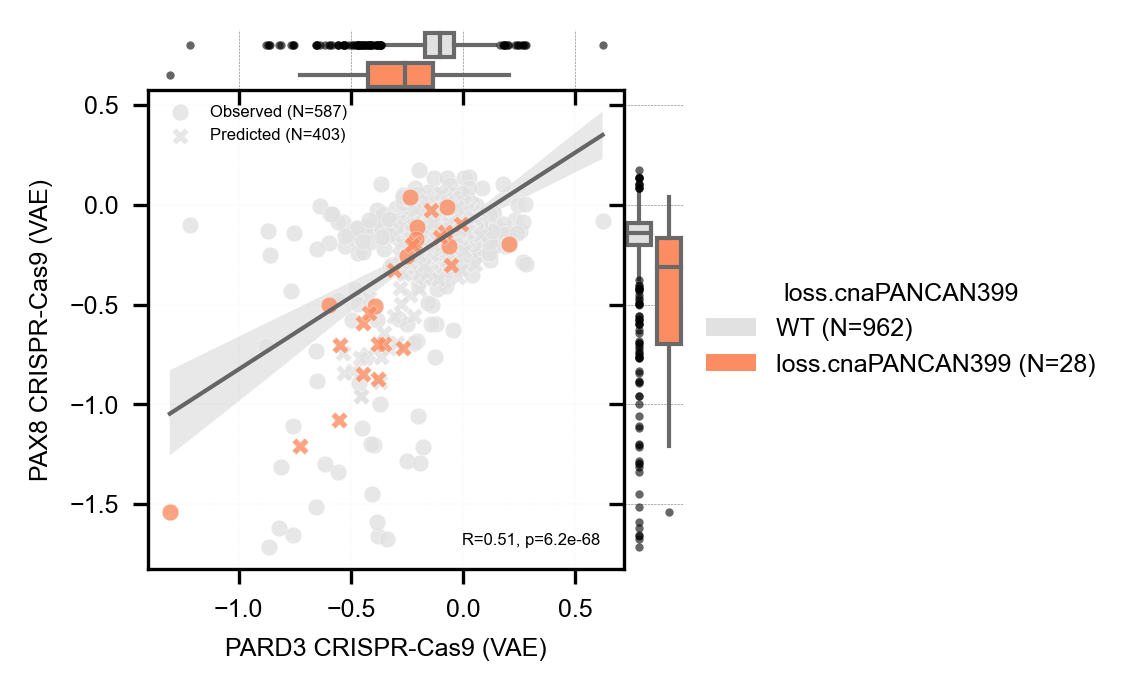 0.5
Observed (N=587)
Predicted (N=403)
0.0
−0.5
−1.0
−1.5
PAX8 CRISPR-Cas9 (VAE)
R=0.51, p=6.2e-68
−1.0
−0.5
0.0
0.5
PARD3 CRISPR-Cas9 (VAE)
loss.cnaPANCAN399
WT (N=962)
loss.cnaPANCAN399 (N=28)